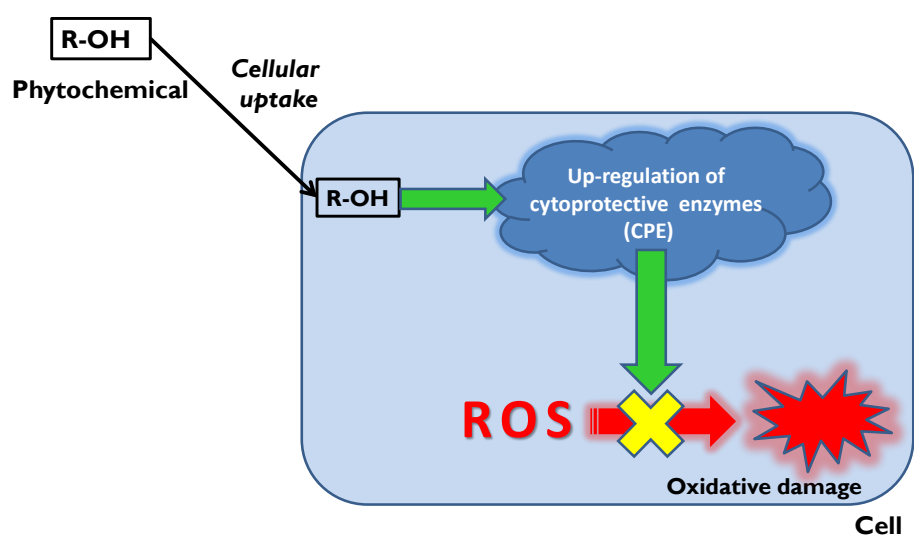 R-OH
Phytochemical
Cellular
uptake
R-OH
Up-regulation of
cytoprotective enzymes
(CPE)
ROS
Oxidative damage
Cell